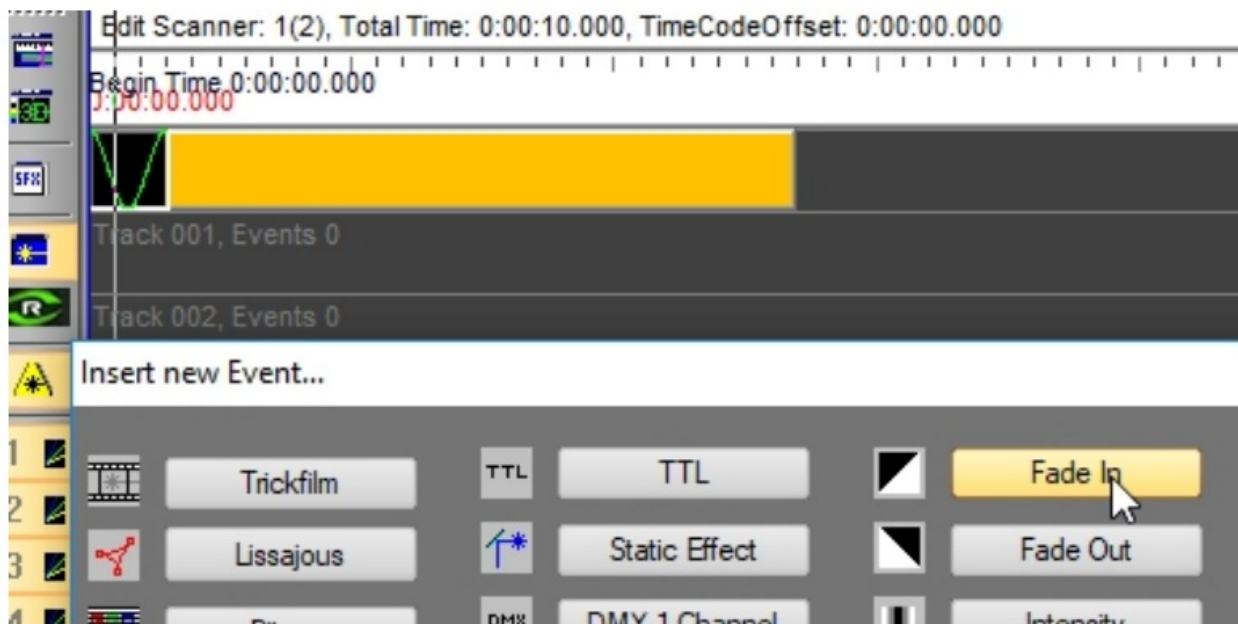 Edit Scanner: 1(2), Total Time: 0:00:10.000, TimeCodeOffset: 0:00:00.000
Begin Time 0:00:00.000
0:00:00.000
3D
SFX
Track 001, Events 0
R
Track 002, Events 0
Insert new Event...
1
Trickfilm
TTL
TTL
Fade In
2
3
Lissajous
Static Effect
Fade Out
4
DMX
DMX 1 Channel
Intensity